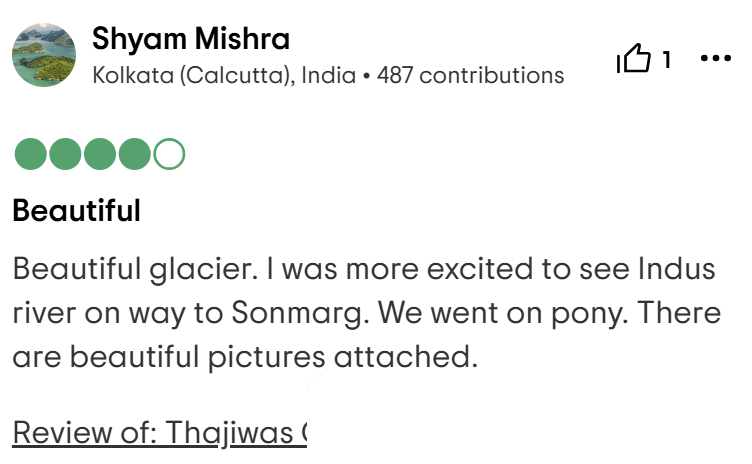 Shyam Mishra
Kolkata (Calcutta), India • 487 contributions
1
Beautiful
Beautiful glacier. I was more excited to see Indus
river on way to Sonmarg. We went on pony. There
are beautiful pictures attached.
Review of: Thajiwas